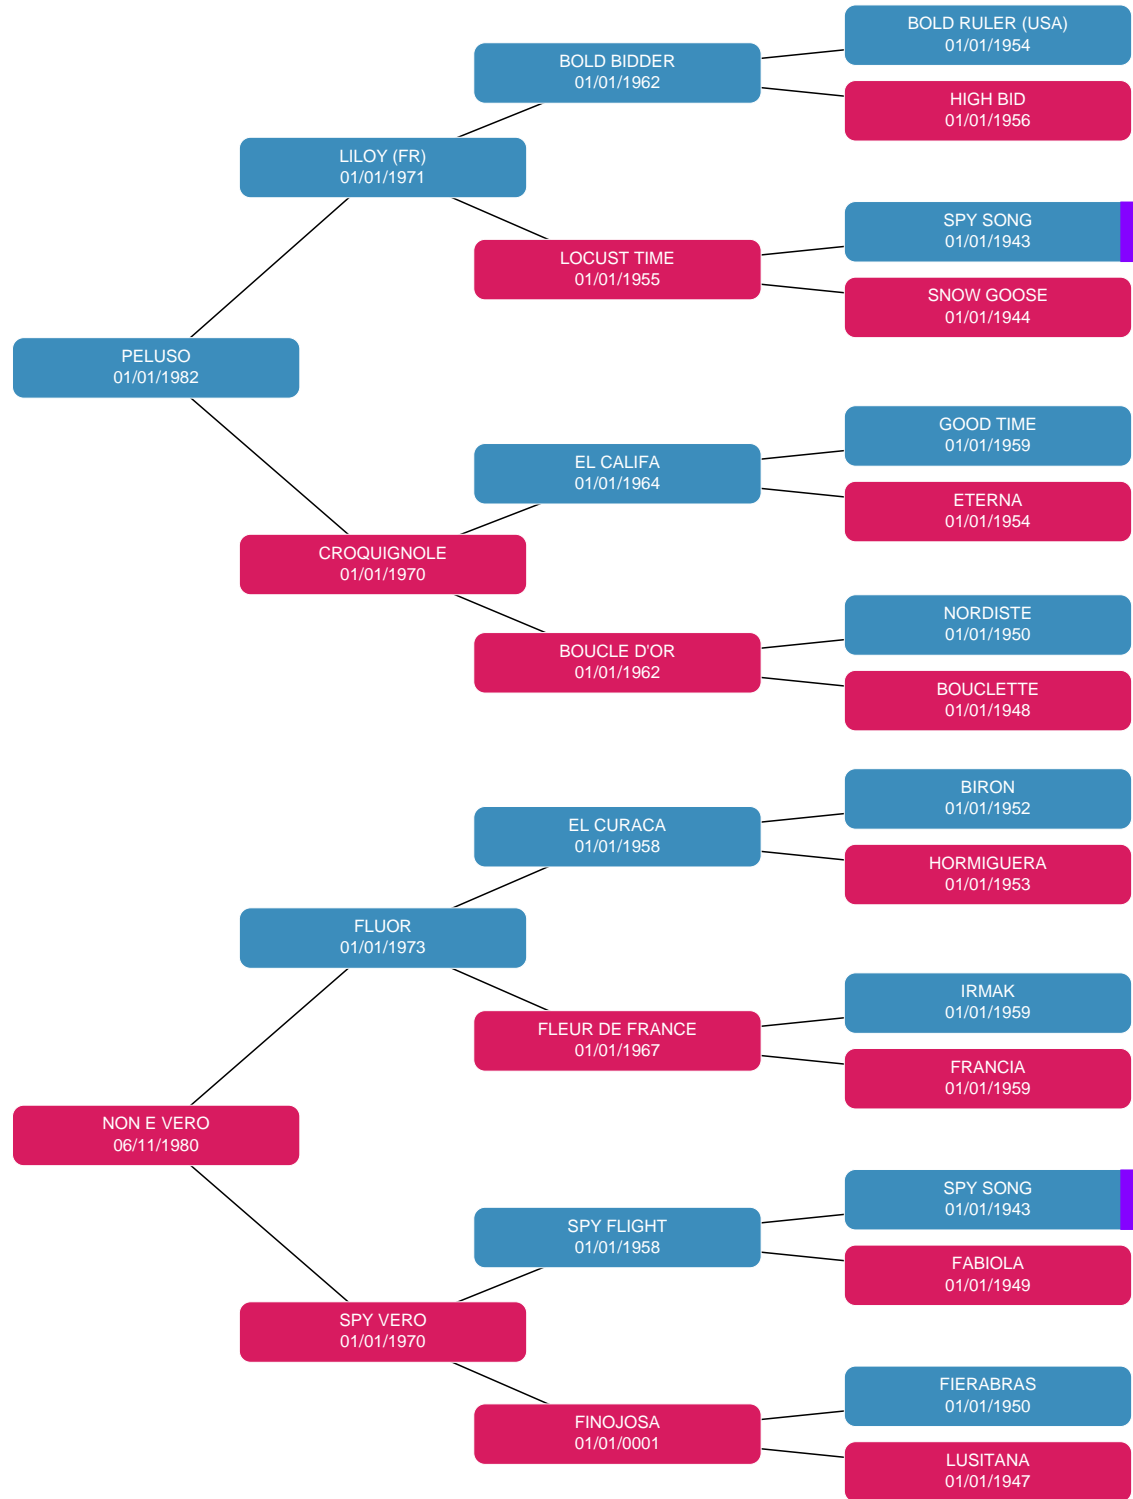 BOLD RULER (USA)
01/01/1954
BOLD BIDDER
01/01/1962
HIGH BID
01/01/1956
LILOY (FR)
01/01/1971
SPY SONG
01/01/1943
LOCUST TIME
01/01/1955
SNOW GOOSE
01/01/1944
PELUSO
01/01/1982
GOOD TIME
01/01/1959
EL CALIFA
01/01/1964
ETERNA
01/01/1954
CROQUIGNOLE
01/01/1970
NORDISTE
01/01/1950
BOUCLE D'OR
01/01/1962
BOUCLETTE
01/01/1948
BIRON
01/01/1952
EL CURACA
01/01/1958
HORMIGUERA
01/01/1953
FLUOR
01/01/1973
IRMAK
01/01/1959
FLEUR DE FRANCE
01/01/1967
FRANCIA
01/01/1959
NON E VERO
06/11/1980
SPY SONG
01/01/1943
SPY FLIGHT
01/01/1958
FABIOLA
01/01/1949
SPY VERO
01/01/1970
FIERABRAS
01/01/1950
FINOJOSA
01/01/0001
LUSITANA
01/01/1947